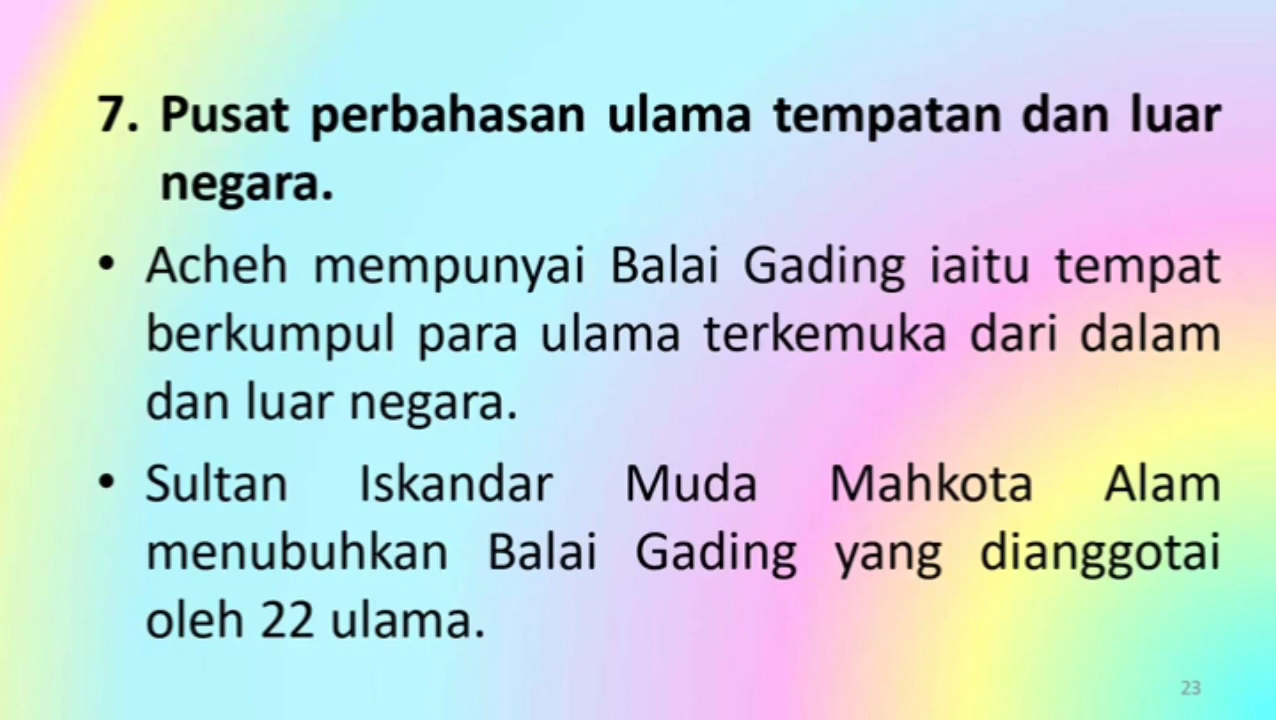 7. Pusat perbahasan ulama tempatan dan luar
negara.
• Acheh mempunyai Balai Gading iaitu tempat
berkumpul para ulama terkemuka dari dalam
dan luar negara.
• Sultan Iskandar Muda Mahkota Alam
menubuhkan Balai Gading yang dianggotai
oleh 22 ulama.
23